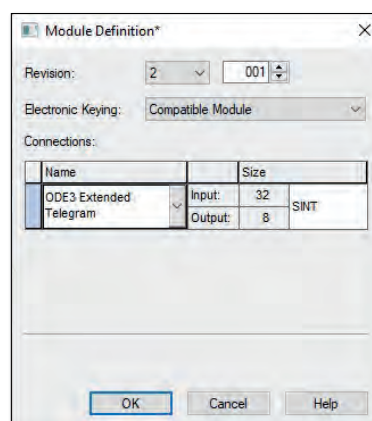 Module Definition*
Revision: 2 001
Electronic Keying: Compatible Module
Connections:
Name Size
ODE3 Extended Telegram Input: 32 SINT
Output: 8
OK Cancel Help